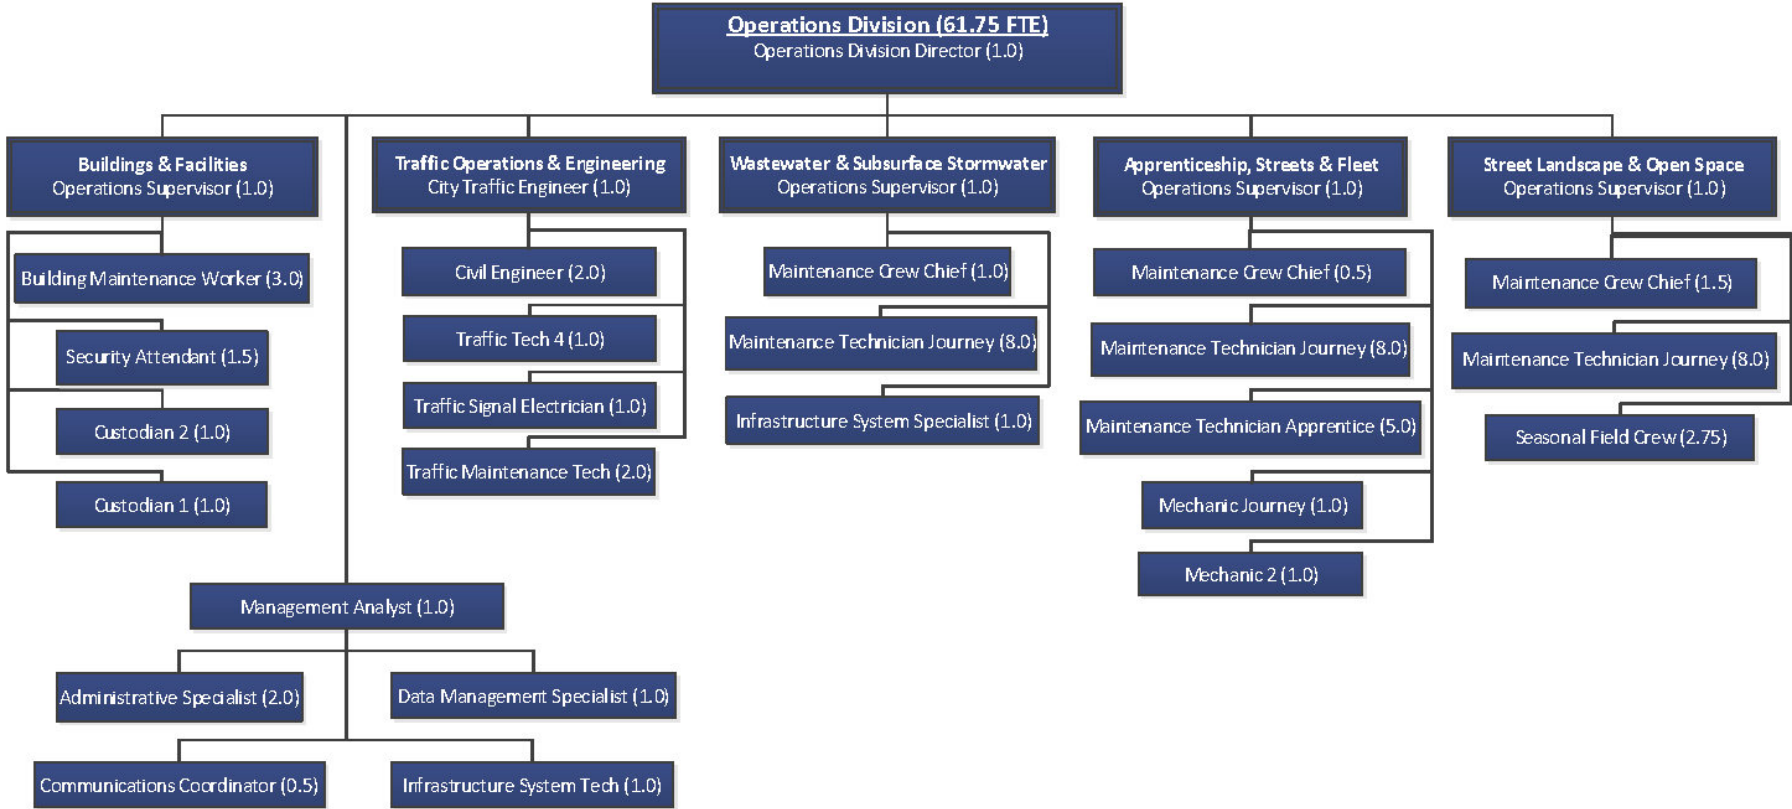 Operations Division (61.75 FTE)
Operations Division Director (1.0)
Buildings & Facilities
Operations Supervisor (1.0)
Building Maintenance Worker (3.0)
Security Attendant (1.5)
Custodian 2 (1.0)
Custodian 1 (1.0)
Management Analyst (1.0)
Administrative Specialist (2.0)
Data Management Specialist (1.0)
Communications Coordinator (0.5)
Infrastructure System Tech (1.0)
Traffic Operations & Engineering
City Traffic Engineer (1.0)
Civil Engineer (2.0)
Traffic Tech 4 (1.0)
Traffic Signal Electrician (1.0)
Traffic Maintenance Tech (2.0)
Wastewater & Subsurface Stormwater
Operations Supervisor (1.0)
Maintenance Crew Chief (1.0)
Maintenance Technician Journey (8.0)
Infrastructure System Specialist (1.0)
Apprenticeship, Streets & Fleet
Operations Supervisor (1.0)
Maintenance Crew Chief (0.5)
Maintenance Technician Journey (8.0)
Maintenance Technician Apprentice (5.0)
Mechanic Journey (1.0)
Mechanic 2 (1.0)
Street Landscape & Open Space
Operations Supervisor (1.0)
Maintenance Crew Chief (1.5)
Maintenance Technician Journey (8.0)
Seasonal Field Crew (2.75)